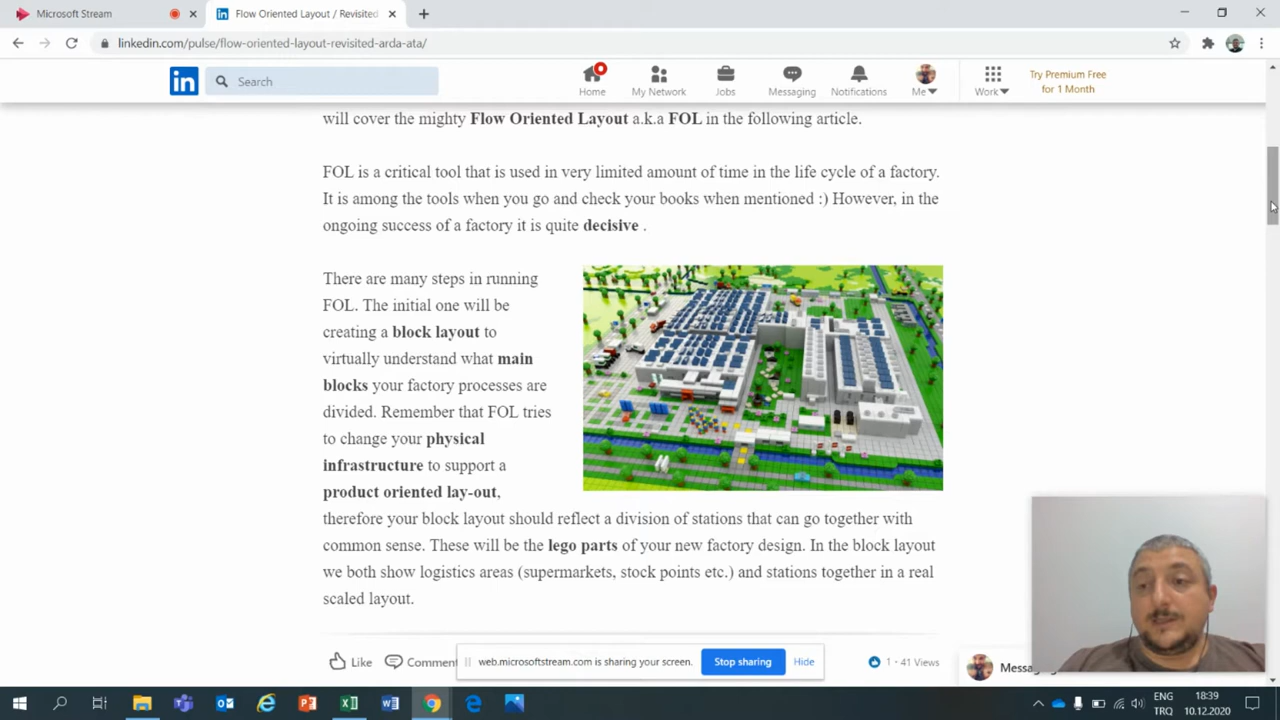 Microsoft Stream
Flow Oriented Layout / Revisited
linkedin.com/pulse/flow-oriented-layout-revisited-arda-ata/
in
Search
Home
My Network
Jobs
Messaging
Notifications
Me
Work
Try Premium Free
for 1 Month
will cover the mighty Flow Oriented Layout a.k.a FOL in the following article.
FOL is a critical tool that is used in very limited amount of time in the life cycle of a factory.
It is among the tools when you go and check your books when mentioned :) However, in the
ongoing success of a factory it is quite decisive .
There are many steps in running
FOL. The initial one will be
creating a block layout to
virtually understand what main
blocks your factory processes are
divided. Remember that FOL tries
to change your physical
infrastructure to support a
product oriented lay-out,
therefore your block layout should reflect a division of stations that can go together with
common sense. These will be the lego parts of your new factory design. In the block layout
we both show logistics areas (supermarkets, stock points etc.) and stations together in a real
scaled layout.
Like
Comment
web.microsoftstream.com is sharing your screen.
Stop sharing
Hide
1 · 41 Views
Messag
ENG
TRQ
18:39
10.12.2020